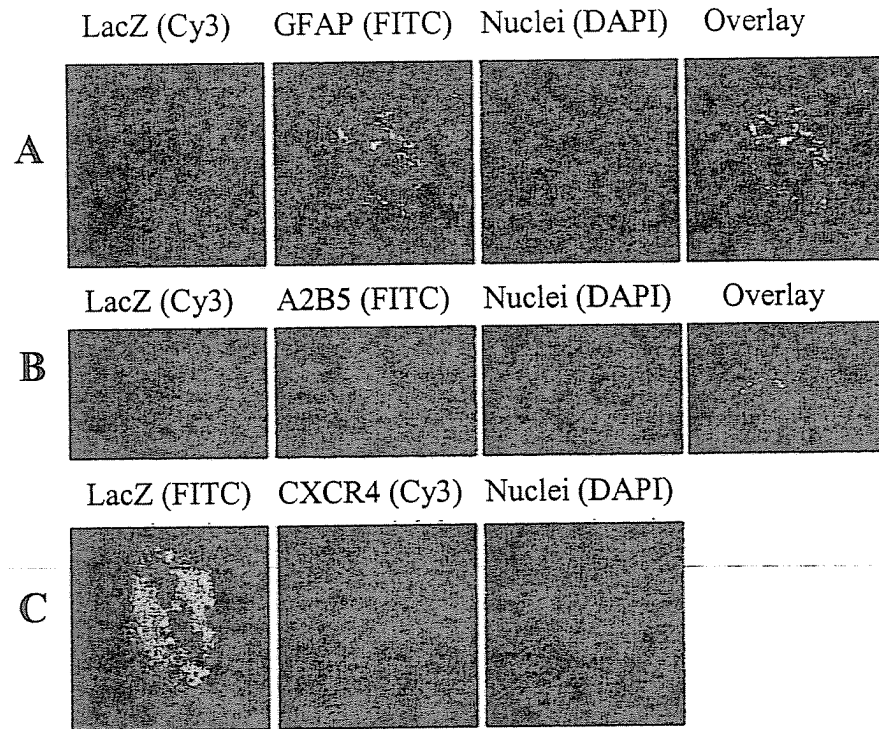 LacZ (Cy3) GFAP (FITC) Nuclei (DAPI) Overlay
A
LacZ (Cy3) A2B5 (FITC) Nuclei (DAPI) Overlay
B
LacZ (FITC) CXCR4 (Cy3) Nuclei (DAPI)
C